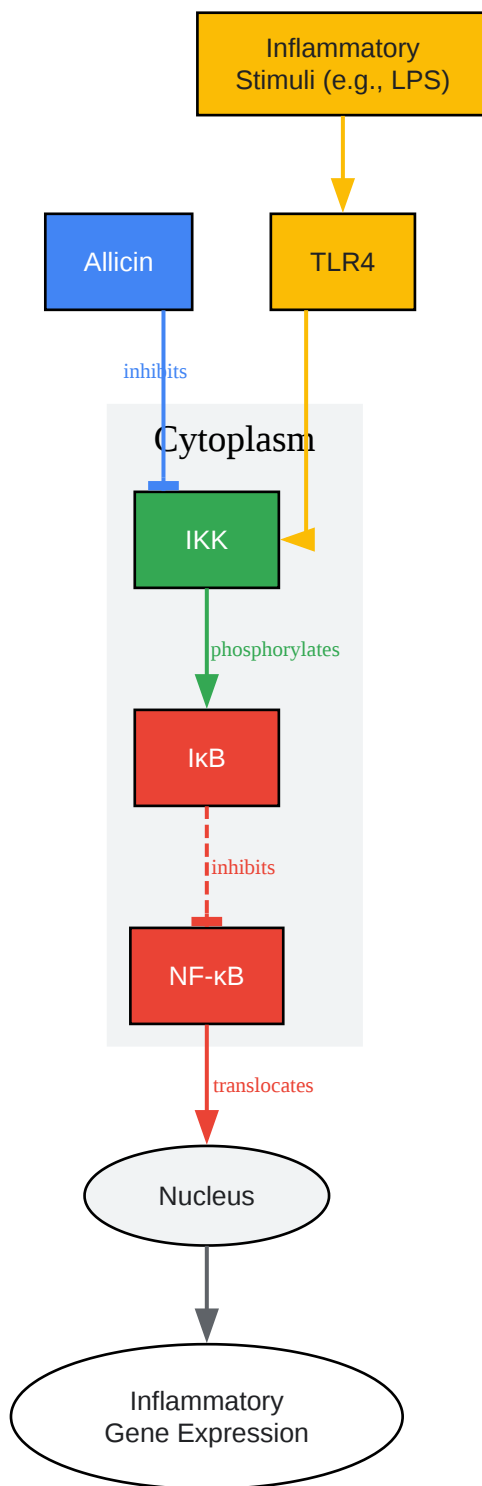 Inflammatory
Stimuli (e.g., LPS)
Allicin
TLR4
inhibits
Cytoplasm
IKK
phosphorylates
IκB
inhibits
NF-κB
translocates
Nucleus
Inflammatory
Gene Expression